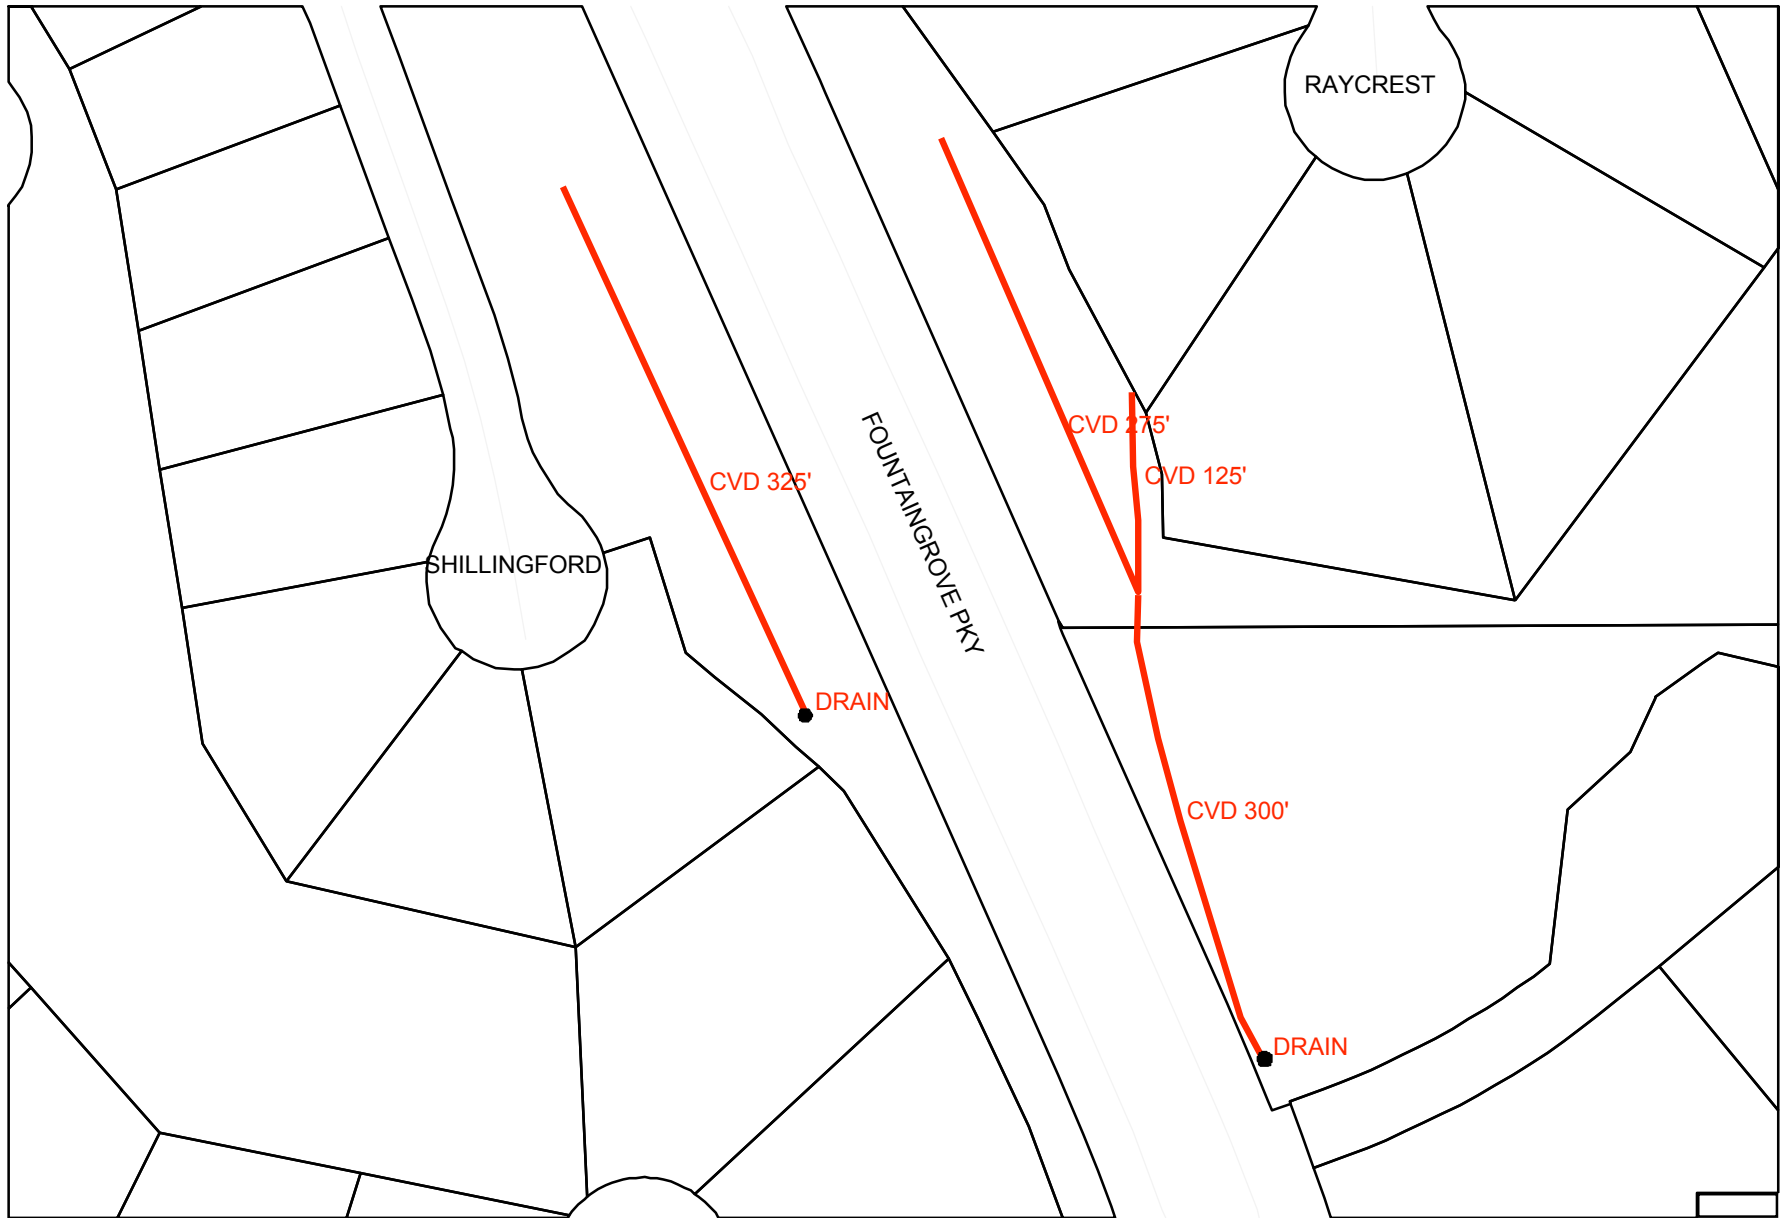 RAYCREST
CVD 275'
CVD 325'
CVD 125'
FOUNTAINGROVE PKY
SHILLINGFORD
DRAIN
CVD 300'
DRAIN